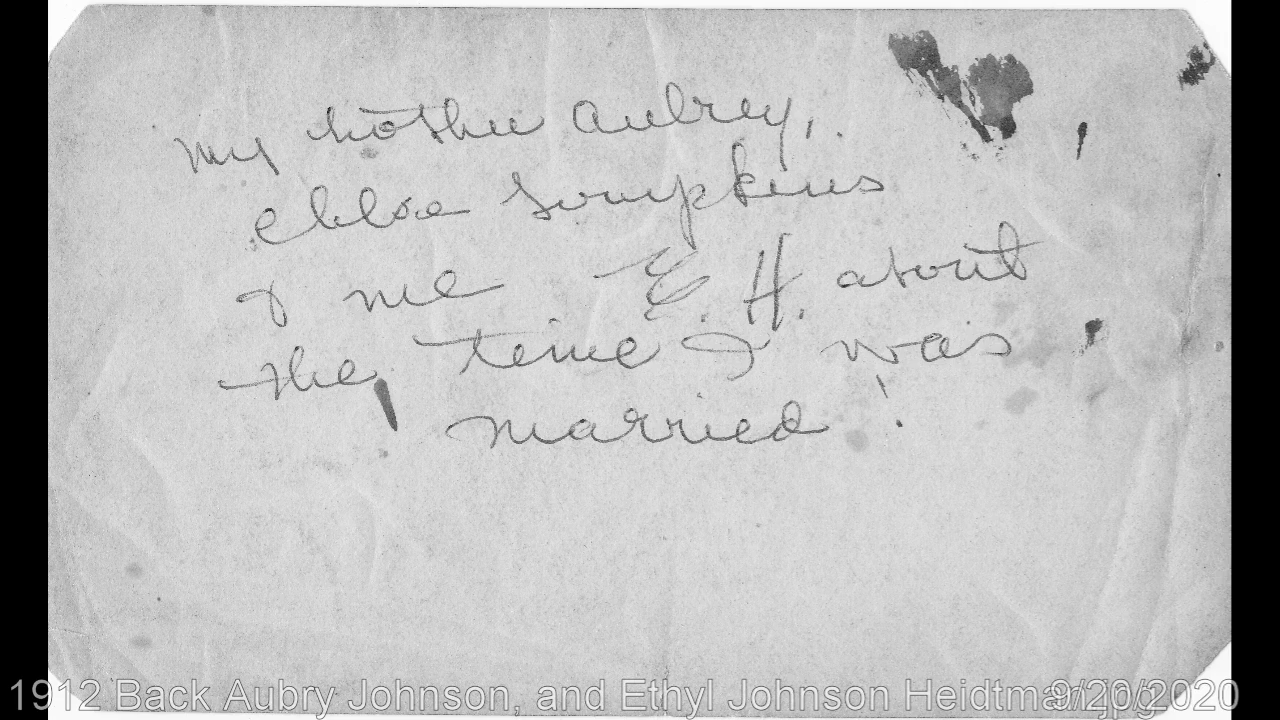 My brother Aubrey,
Chloe
& me E. H. about
the time I was
married!
1912 Back Aubry Johnson, and Ethyl Johnson Heidtman.jpg
9/20/2020